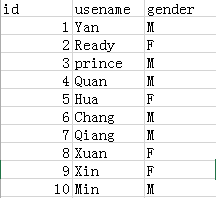 id usename gender
1 Yan M
2 Ready F
3 prince M
4 Quan M
5 Hua F
6 Chang M
7 Qiang M
8 Xuan F
9 Xin F
10 Min M